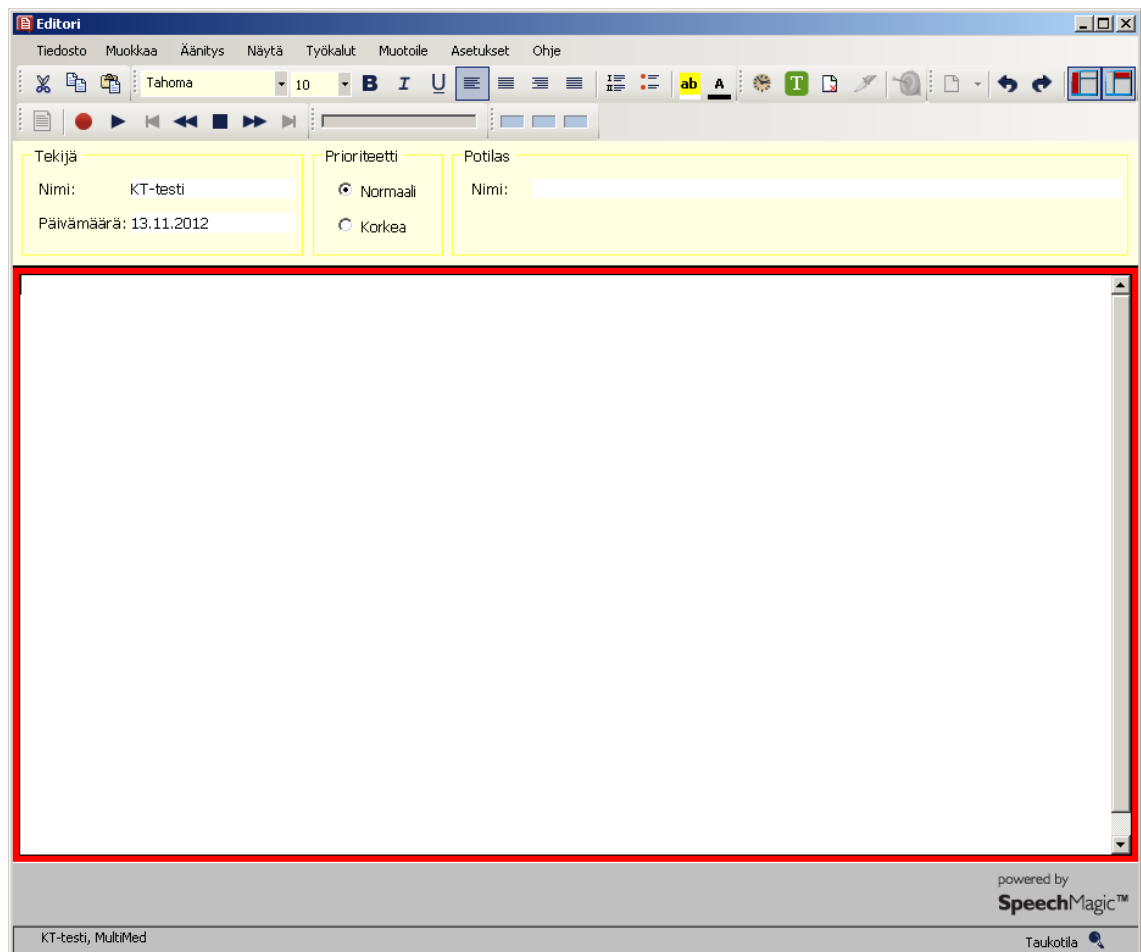 Editori
Tiedosto Muokkaa Äänitys Näytä Työkalut Muotoile Asetukset Ohje
Tahoma 10 B I U ab A T
Tekijä Prioriteetti Potilas
Nimi: KT-testi Normaali Nimi:
Päivämäärä: 13.11.2012 Korkea
powered by
SpeechMagic™
KT-testi, MultiMed Taukotila